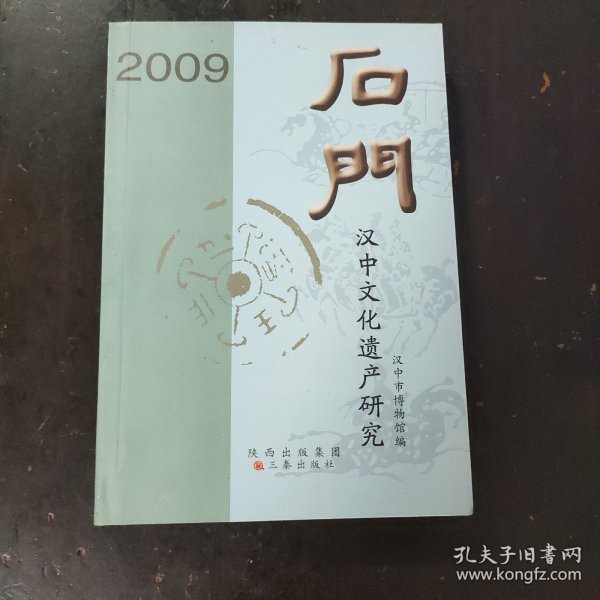 2009
石門
汉中文化遗产研究
汉中市博物馆编
陕西出版集团
三秦出版社
孔夫子旧書网
www.kongfz.com